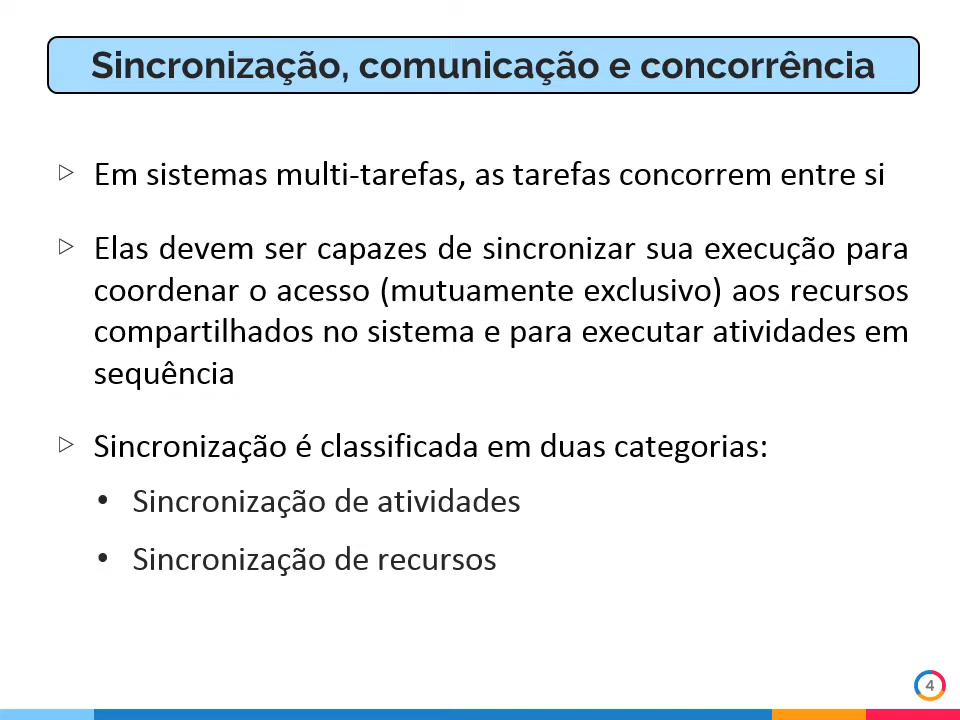 Sincronização, comunicação e concorrência
Em sistemas multi-tarefas, as tarefas concorrem entre si
Elas devem ser capazes de sincronizar sua execução para
coordenar o acesso (mutuamente exclusivo) aos recursos
compartilhados no sistema e para executar atividades em
sequência
Sincronização é classificada em duas categorias:
• Sincronização de atividades
• Sincronização de recursos
4